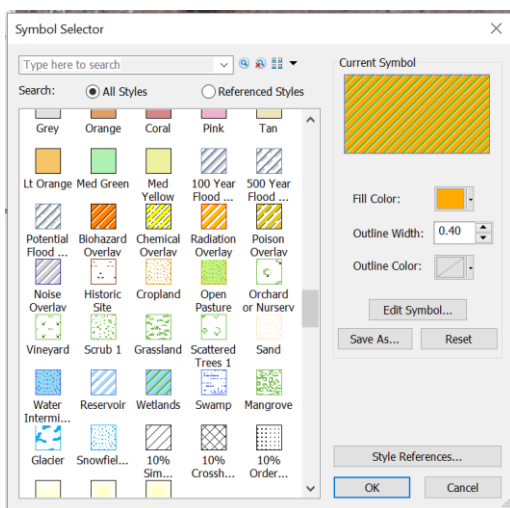 Symbol Selector
Type here to search
Search:
All Styles
Referenced Styles
Grey Orange Coral Pink Tan
Lt Orange Med Green Med 100 Year 500 Year
Yellow Flood ... Flood ...
Potential Biohazard Chemical Radiation Poison
Flood ... Overlay Overlay Overlay Overlay
Noise Historic Cropland Open Orchard
Overlay Site Pasture or Nursery
Vineyard Scrub 1 Grassland Scattered Sand
Trees 1
Water Reservoir Wetlands Swamp Mangrove
Intermi...
Glacier Snowfiel... 10% 10% 10%
Sim... Crossh... Order...
Current Symbol
Fill Color:
Outline Width: 0.40
Outline Color:
Edit Symbol...
Save As... Reset
Style References...
OK Cancel